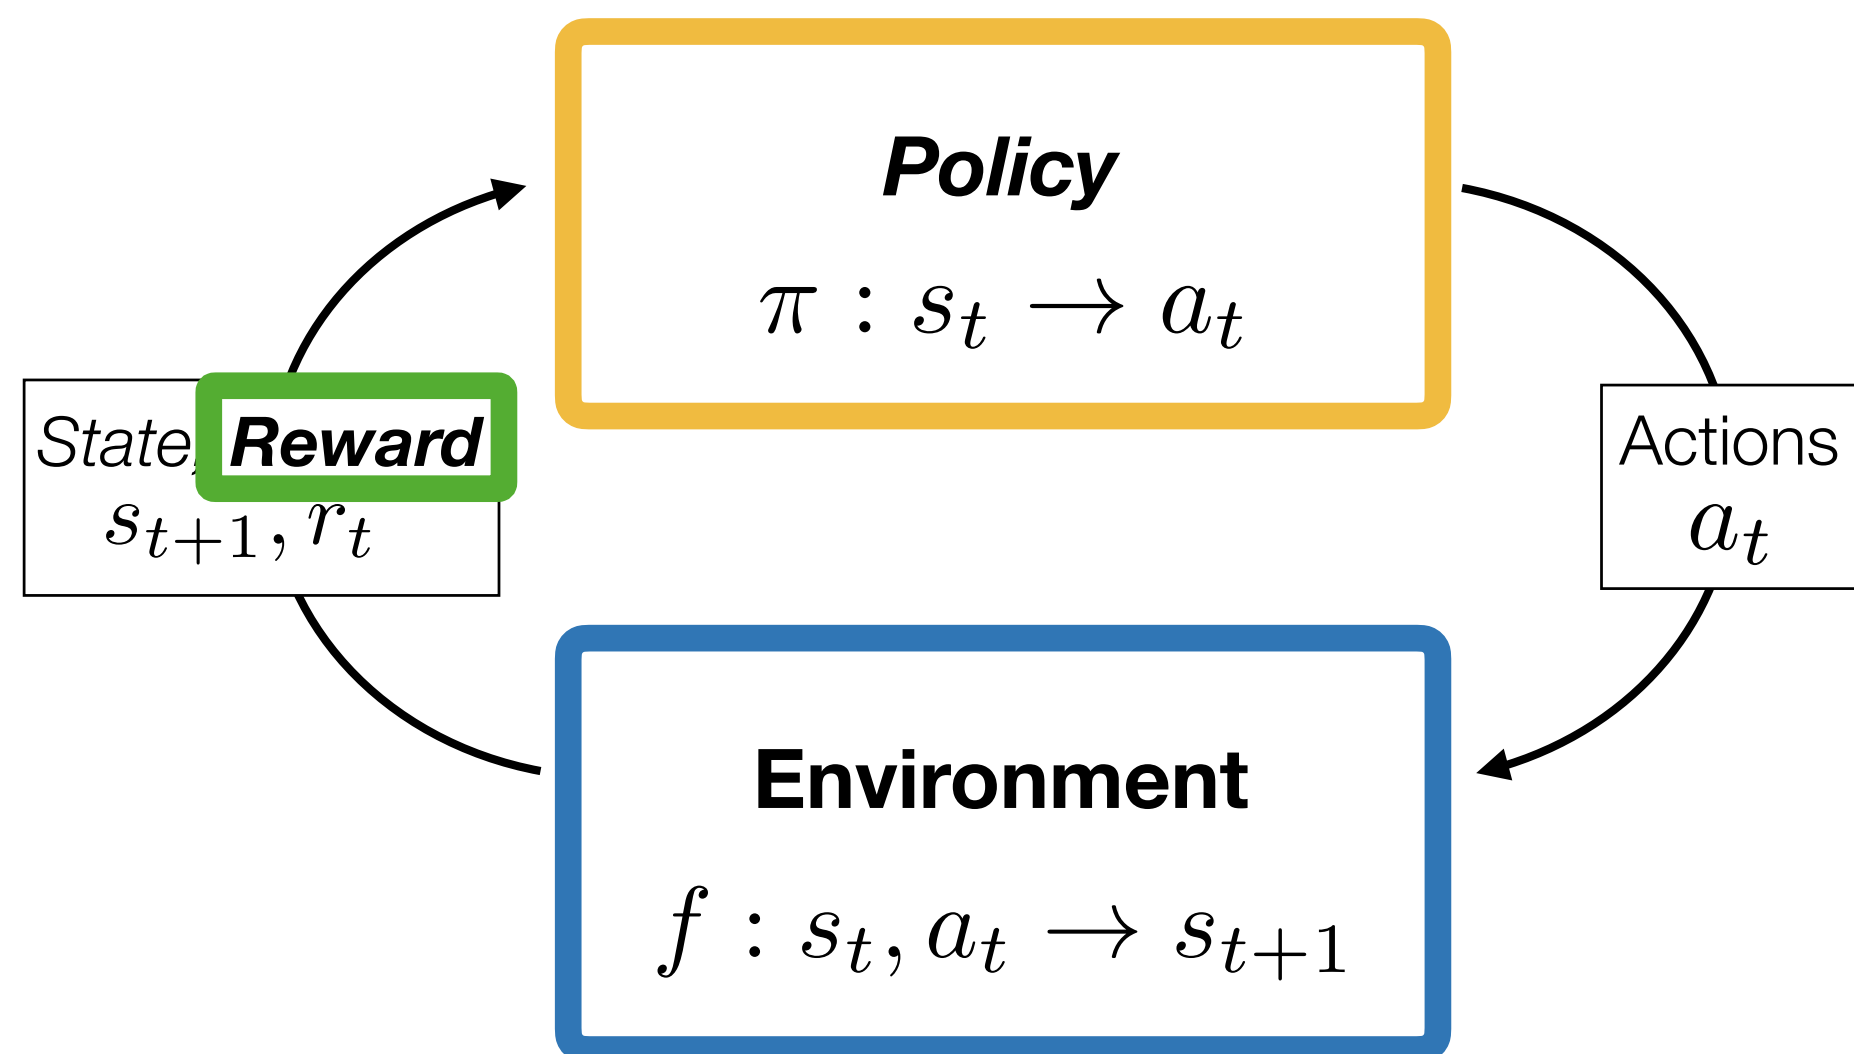 Policy
π : s_t → a_t
State, Reward
s_{t+1}, r_t
Actions
a_t
Environment
f : s_t, a_t → s_{t+1}